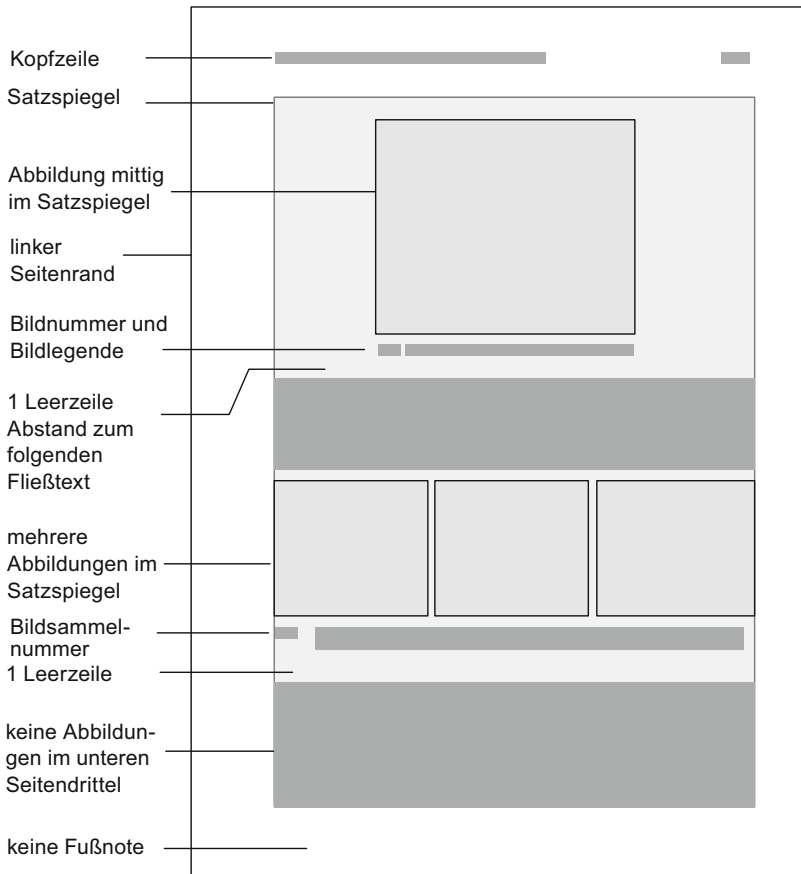 Kopfzeile
Satzspiegel
Abbildung mittig
im Satzspiegel
linker
Seitenrand
Bildnummer und
Bildlegende
1 Leerzeile
Abstand zum
folgenden
Fließtext
mehrere
Abbildungen im
Satzspiegel
Bildsammel-
nummer
1 Leerzeile
keine Abbildun-
gen im unteren
Seitendrittel
keine Fußnote